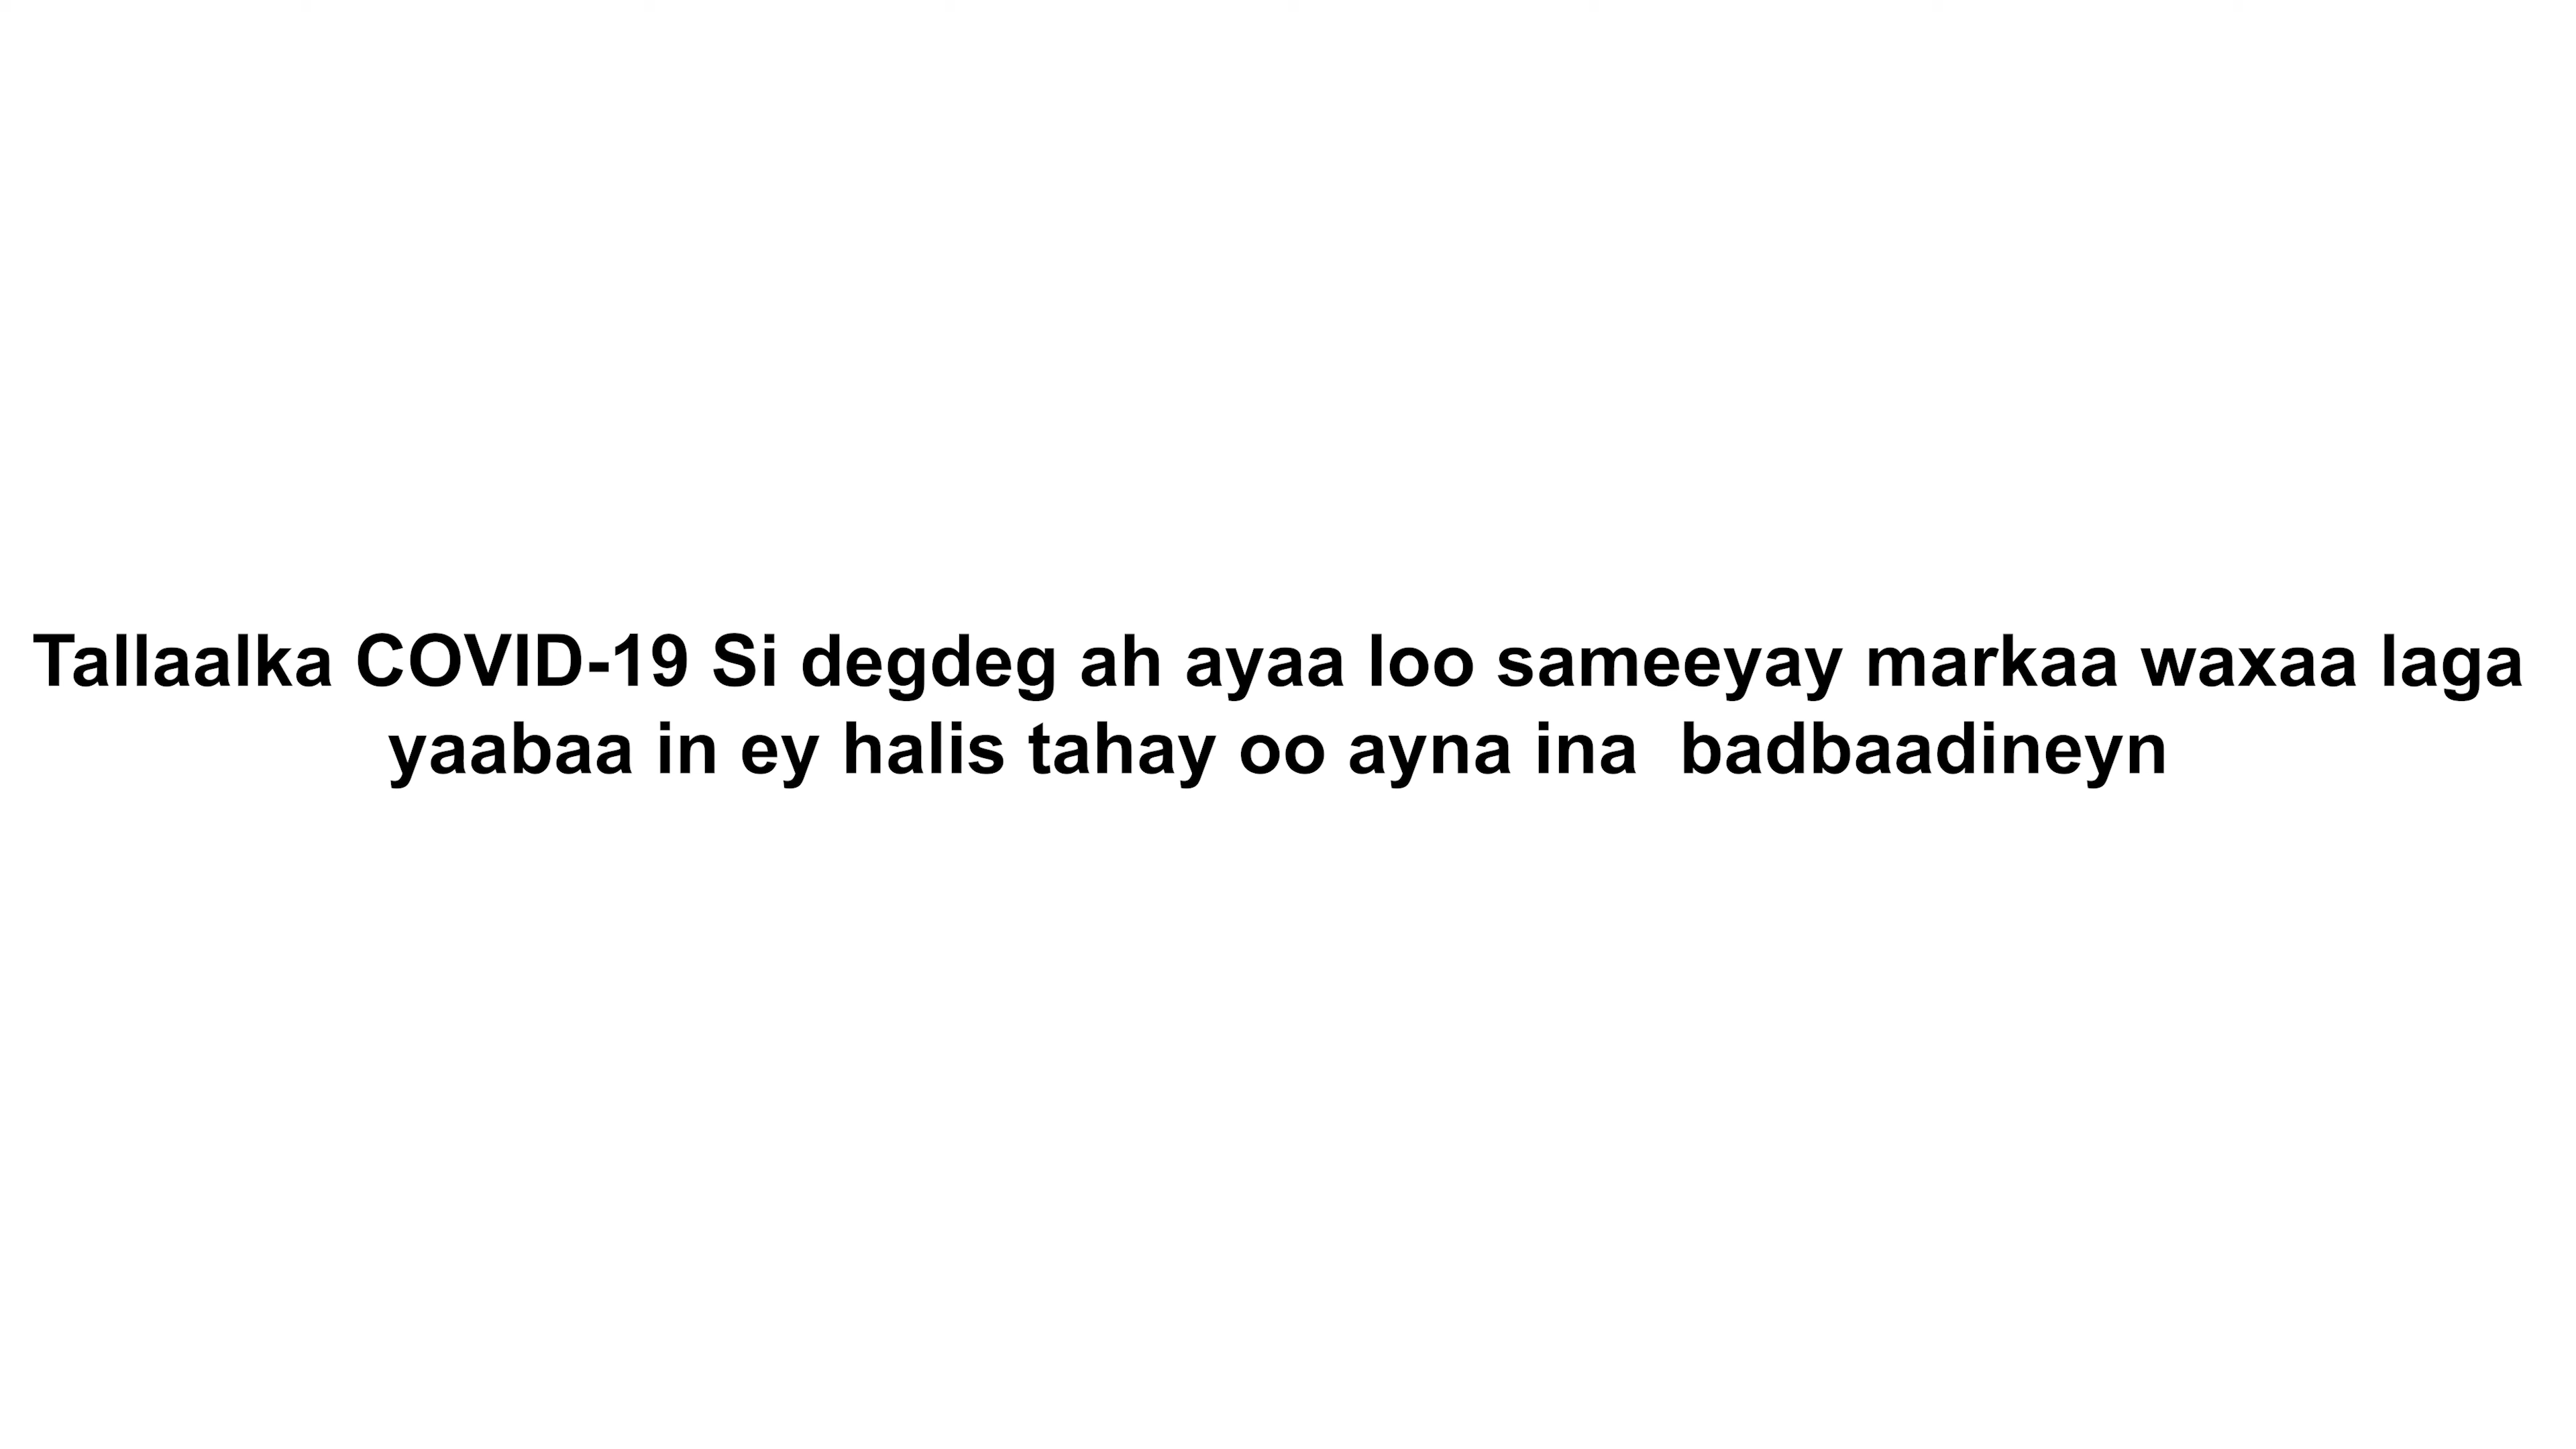 Tallaalka COVID-19 Si degdeg ah ayaa loo sameeyay markaa waxaa laga
yaabaa in ey halis tahay oo ayna ina  badbaadineyn